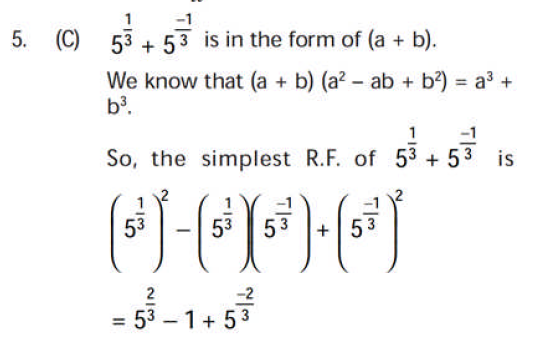 5. (C) 5^(1/3) + 5^(-1/3) is in the form of (a + b).
We know that (a + b) (a² – ab + b²) = a³ +
b³.
So, the simplest R.F. of 5^(1/3) + 5^(-1/3) is
(5^(1/3))² – (5^(1/3))(5^(-1/3)) + (5^(-1/3))²
= 5^(2/3) – 1 + 5^(-2/3)